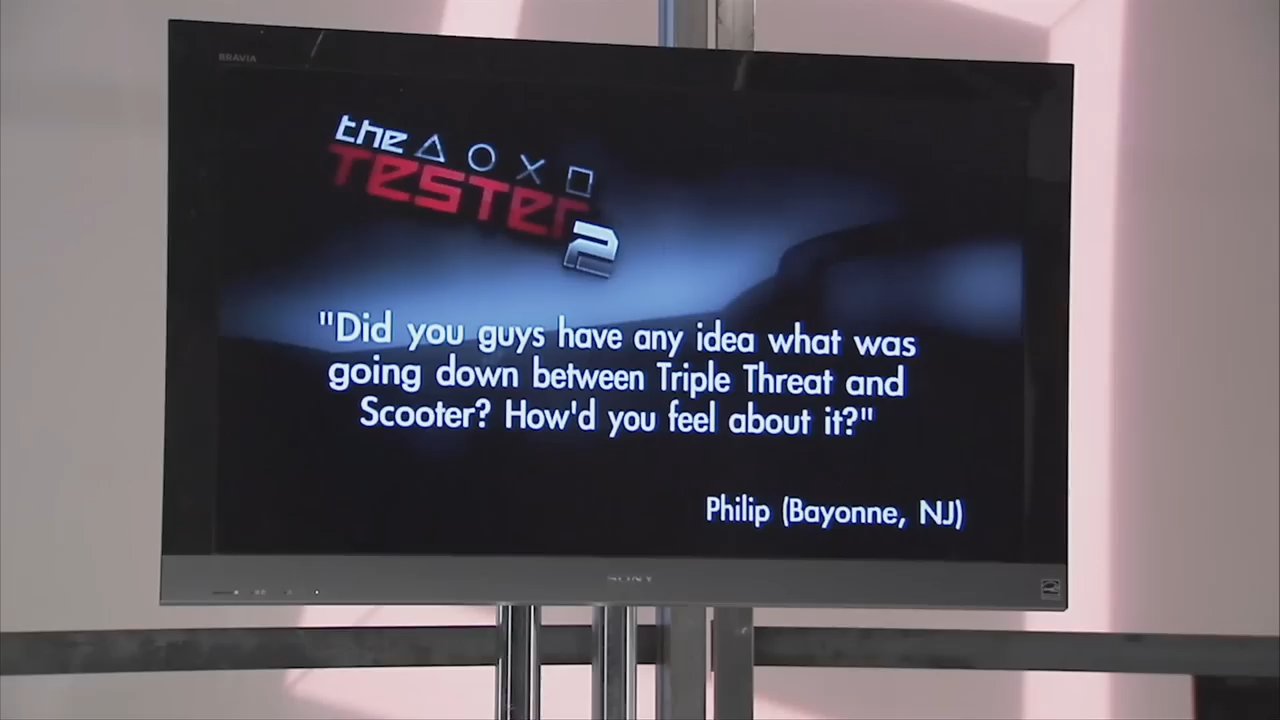 BRAVIA
the
TESTER
2
"Did you guys have any idea what was
going down between Triple Threat and
Scooter? How'd you feel about it?"
Philip (Bayonne, NJ)
SONY